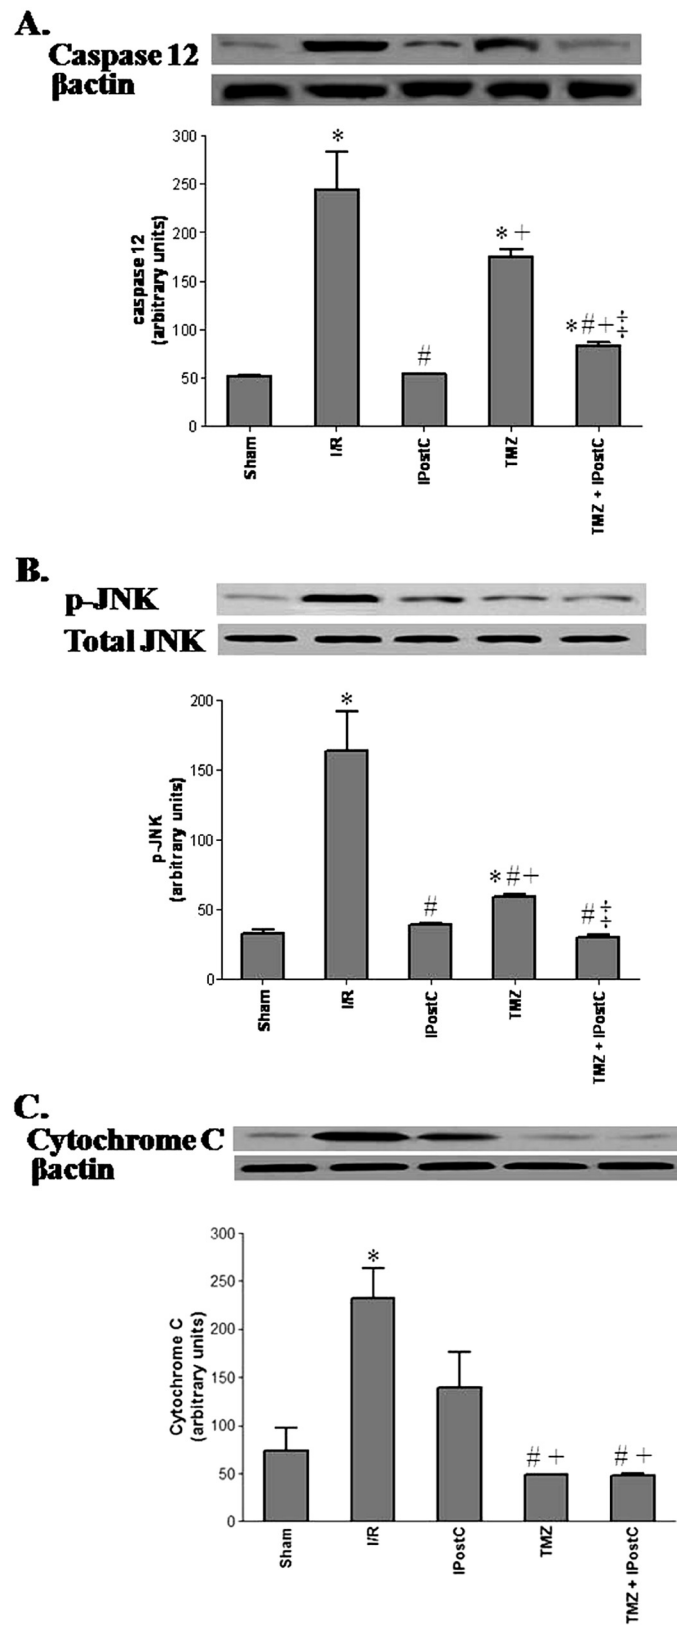 A.
Caspase 12
βactin
300
*
250
caspase 12
(arbitrary units)
200
* +
150
100
*#+‡
#
50
0
Sham
I/R
IPostC
TMZ
TMZ + IPostC
B.
p-JNK
Total JNK
200
*
150
p-JNK
(arbitrary units)
100
*#+
#
#‡
50
0
Sham
I/R
IPostC
TMZ
TMZ + IPostC
C.
Cytochrome C
βactin
300
*
250
Cytochrome C
(arbitrary units)
200
150
100
# +
# +
50
0
Sham
I/R
IPostC
TMZ
TMZ + IPostC